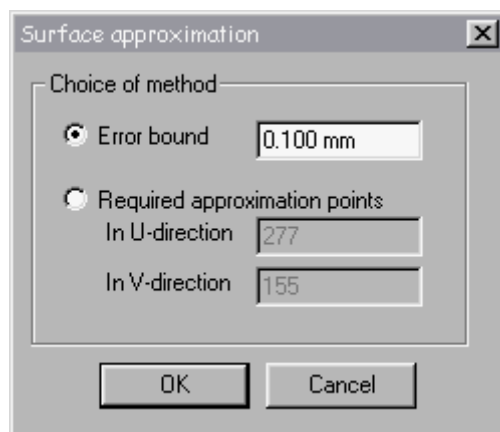 Surface approximation
Choice of method
Error bound 0.100 mm
Required approximation points
In U-direction 277
In V-direction 155
OK Cancel